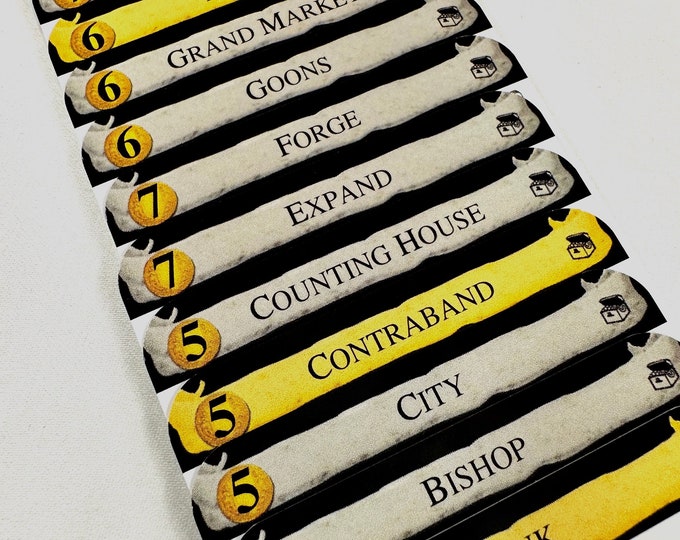 6
6 GRAND MARKET
6 GOONS
7 FORGE
7 EXPAND
5 COUNTING HOUSE
5 CONTRABAND
5 CITY
BISHOP